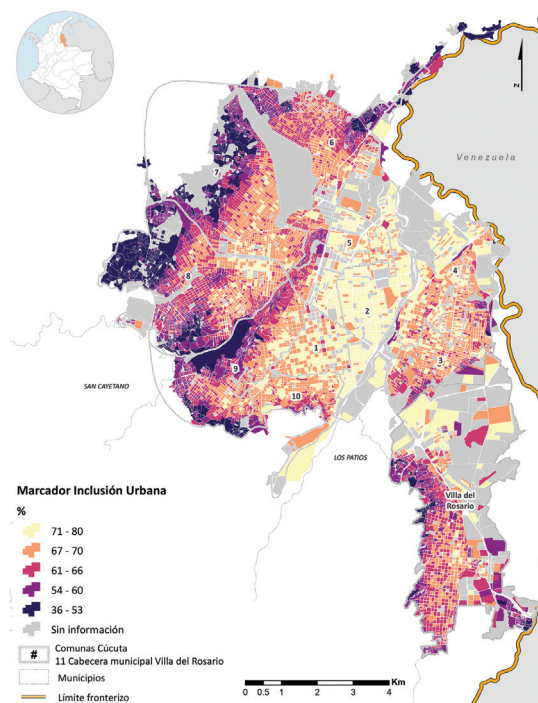 N
Venezuela
6
7
5
4
8
2
1
3
9
10
SAN CAYETANO
LOS PATIOS
Villa del
Rosario
Marcador Inclusión Urbana
%
71 - 80
67 - 70
61 - 66
54 - 60
36 - 53
Sin información
# Comunas Cúcuta
11 Cabecera municipal Villa del Rosario
Municipios
Límite fronterizo
Km
0 0.5 1 2 3 4